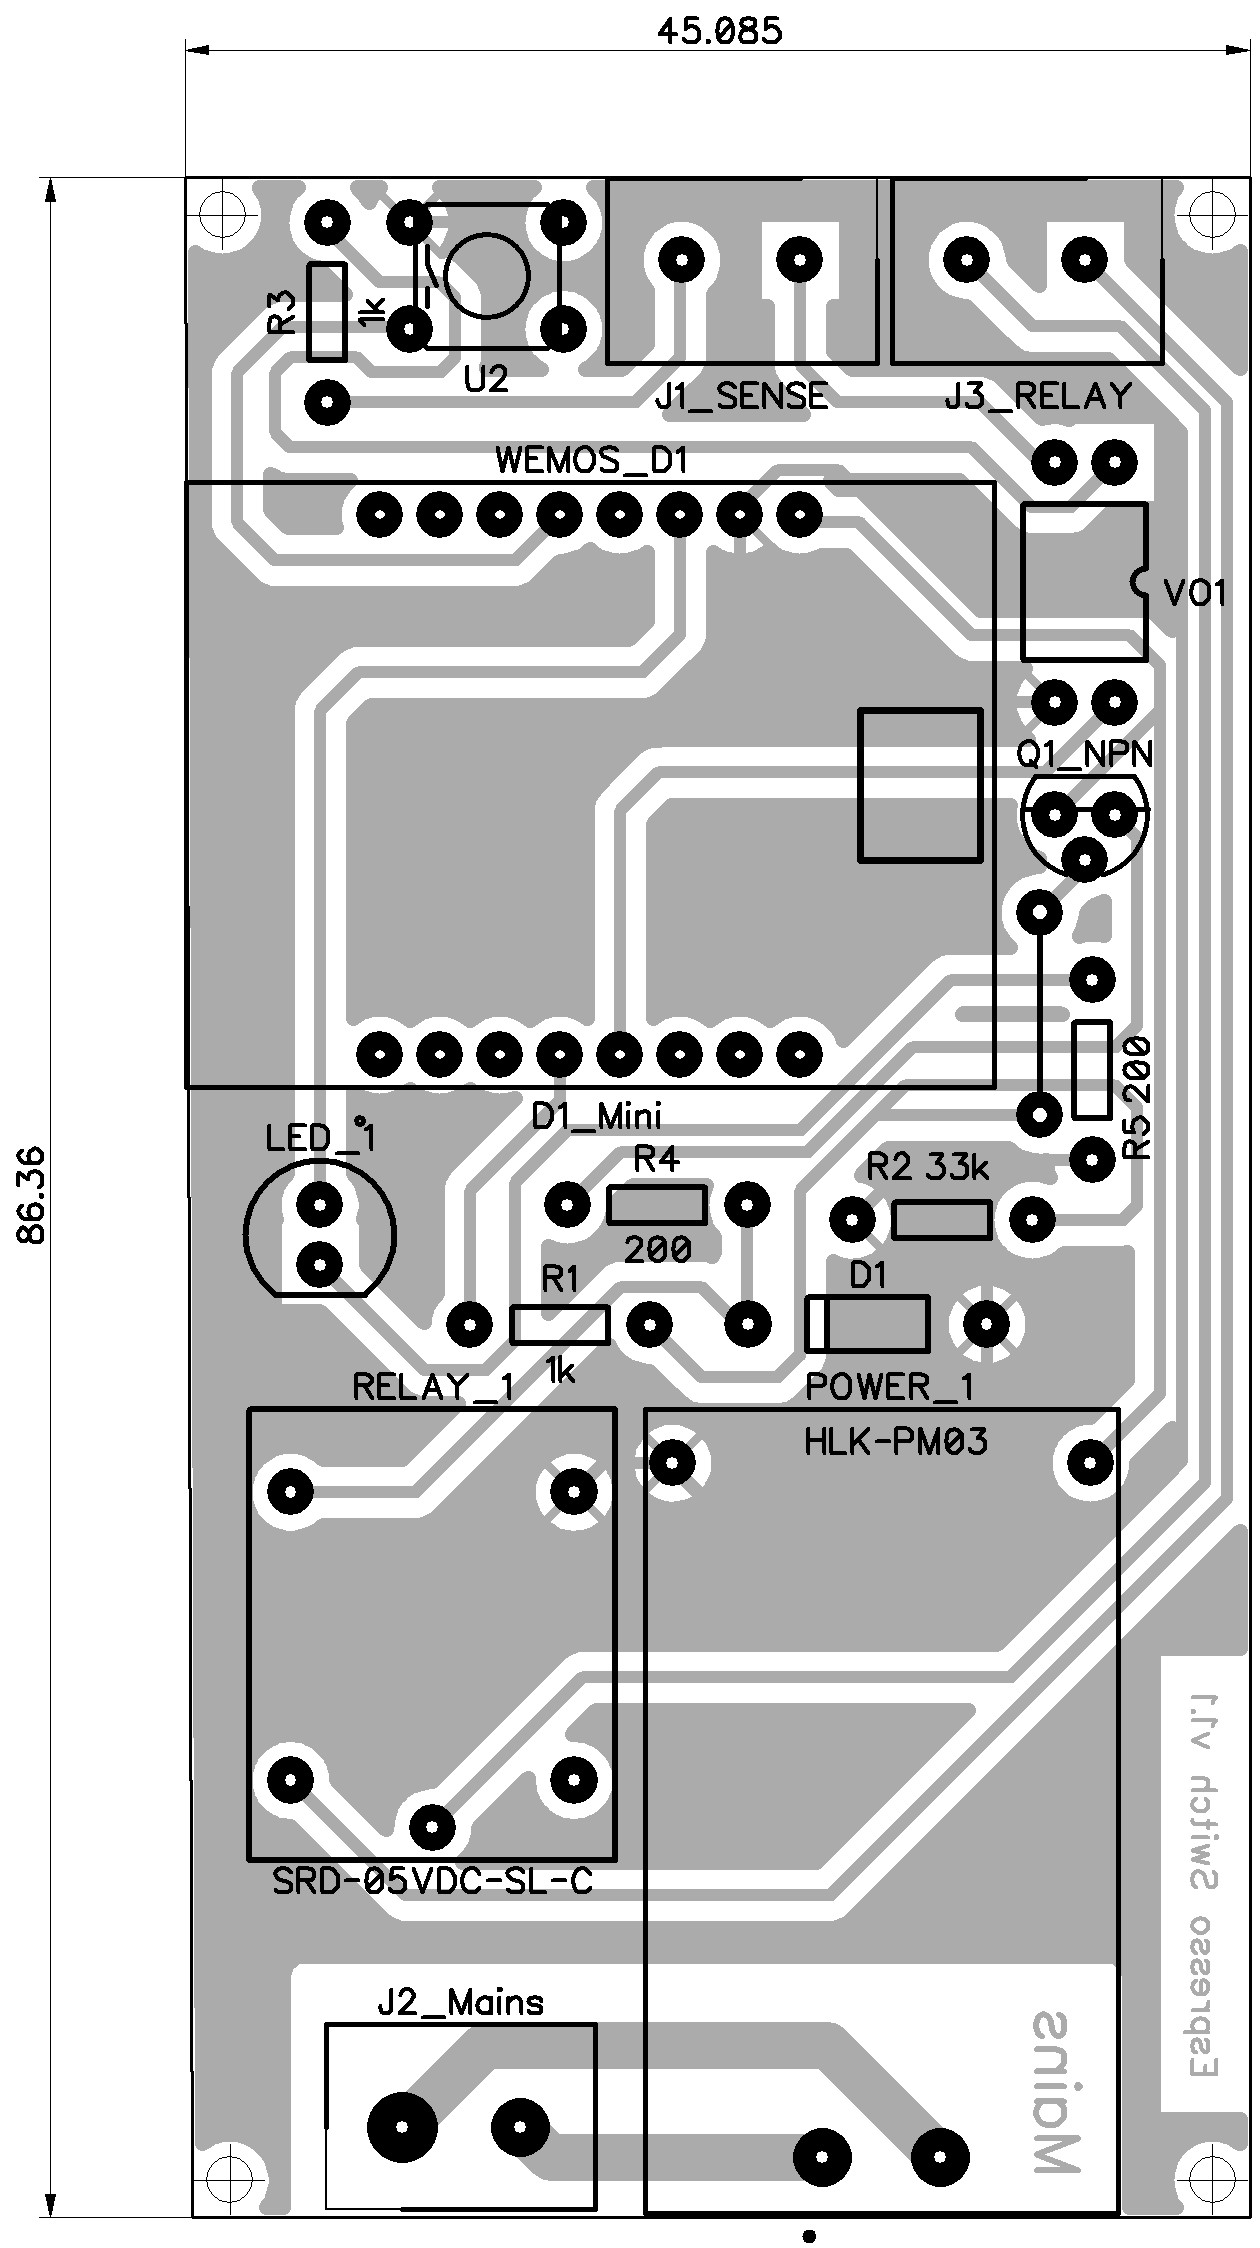 45.085
86.36
R3
1k
U2
J1_SENSE
J3_RELAY
WEMOS_D1
VO1
Q1_NPN
D1_Mini
LED_1
R4
200
R2 33k
R5 200
R1
1k
D1
RELAY_1
POWER_1
HLK-PM03
SRD-05VDC-SL-C
J2_Mains
Mains
Espresso Switch v1.1